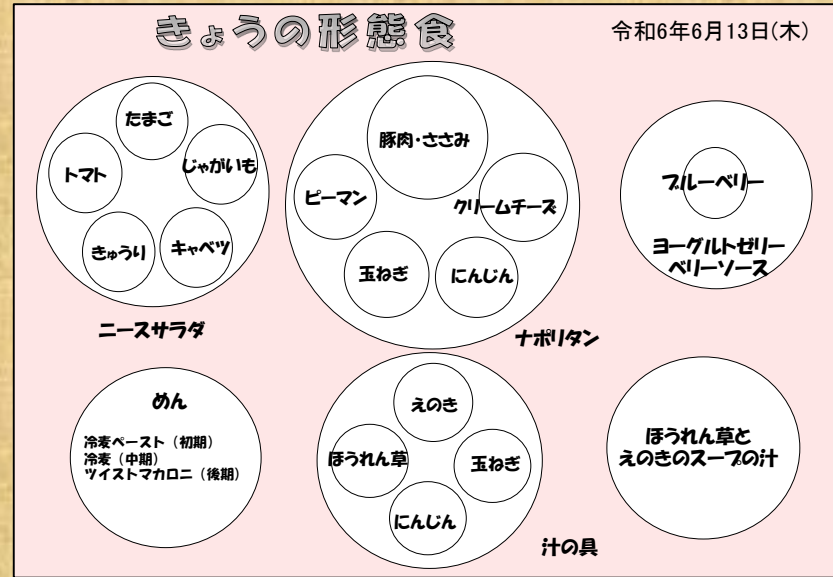 きょうの形態食
令和6年6月13日(木)
たまご
トマト
じゃがいも
きゅうり
キャベツ
ニースサラダ
豚肉・ささみ
ピーマン
クリームチーズ
玉ねぎ
にんじん
ナポリタン
ブルーベリー
ヨーグルトゼリー
ベリーソース
めん
冷麦ペースト（初期）
冷麦（中期）
ツイストマカロニ（後期）
えのき
ほうれん草
玉ねぎ
にんじん
汁の具
ほうれん草と
えのきのスープの汁